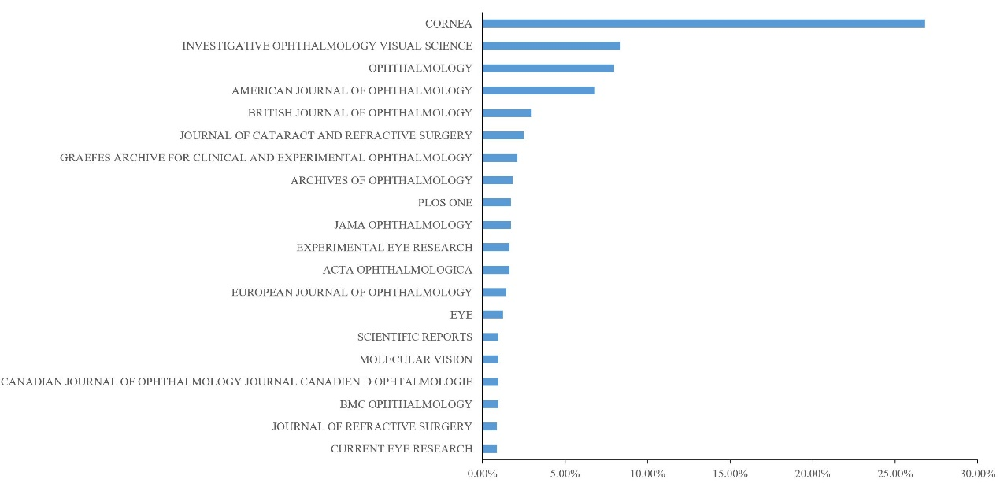 CORNEA
INVESTIGATIVE OPHTHALMOLOGY VISUAL SCIENCE
OPHTHALMOLOGY
AMERICAN JOURNAL OF OPHTHALMOLOGY
BRITISH JOURNAL OF OPHTHALMOLOGY
JOURNAL OF CATARACT AND REFRACTIVE SURGERY
GRAEFES ARCHIVE FOR CLINICAL AND EXPERIMENTAL OPHTHALMOLOGY
ARCHIVES OF OPHTHALMOLOGY
PLOS ONE
JAMA OPHTHALMOLOGY
EXPERIMENTAL EYE RESEARCH
ACTA OPHTHALMOLOGICA
EUROPEAN JOURNAL OF OPHTHALMOLOGY
EYE
SCIENTIFIC REPORTS
MOLECULAR VISION
CANADIAN JOURNAL OF OPHTHALMOLOGY JOURNAL CANADIEN D OPHTALMOLOGIE
BMC OPHTHALMOLOGY
JOURNAL OF REFRACTIVE SURGERY
CURRENT EYE RESEARCH
0.00% 5.00% 10.00% 15.00% 20.00% 25.00% 30.00%